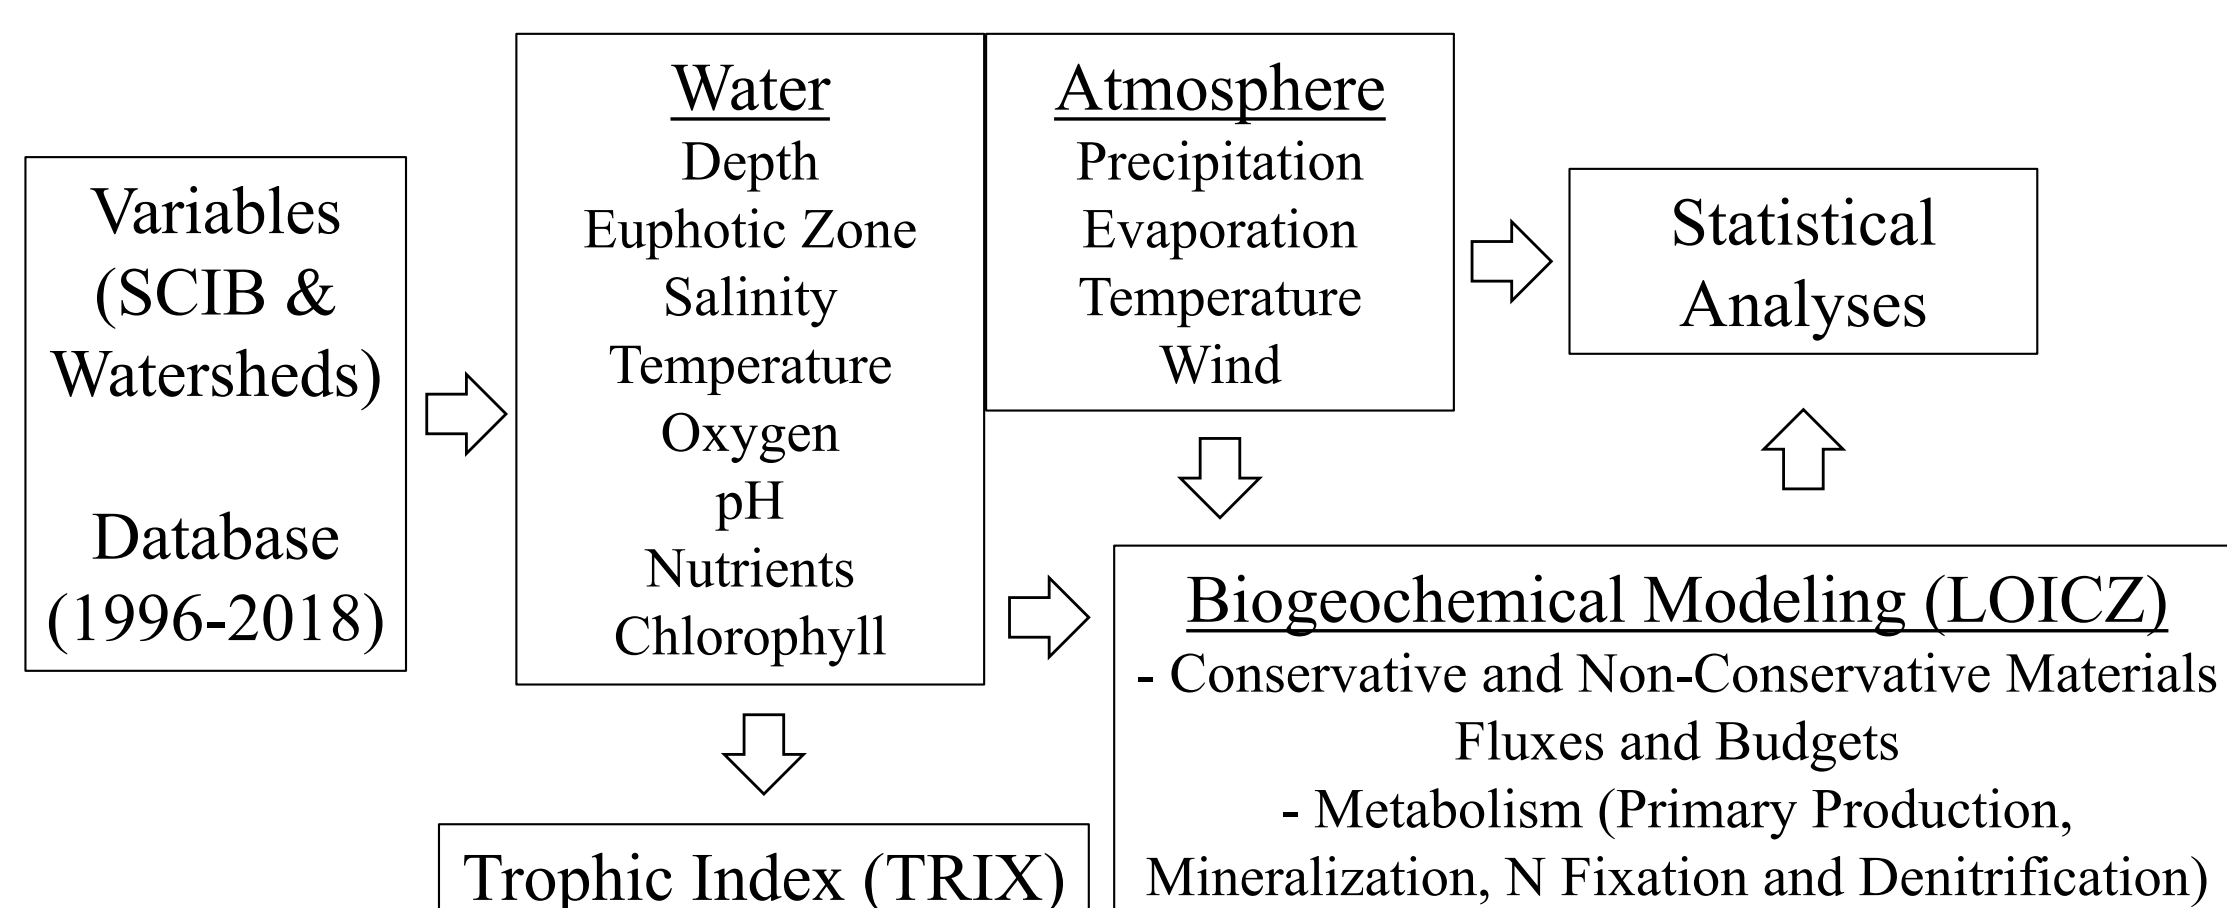 Variables
(SCIB &
Watersheds)
Database
(1996-2018)
Water
Depth
Euphotic Zone
Salinity
Temperature
Oxygen
pH
Nutrients
Chlorophyll
Atmosphere
Precipitation
Evaporation
Temperature
Wind
Statistical
Analyses
Trophic Index (TRIX)
Biogeochemical Modeling (LOICZ)
- Conservative and Non-Conservative Materials
Fluxes and Budgets
- Metabolism (Primary Production,
Mineralization, N Fixation and Denitrification)